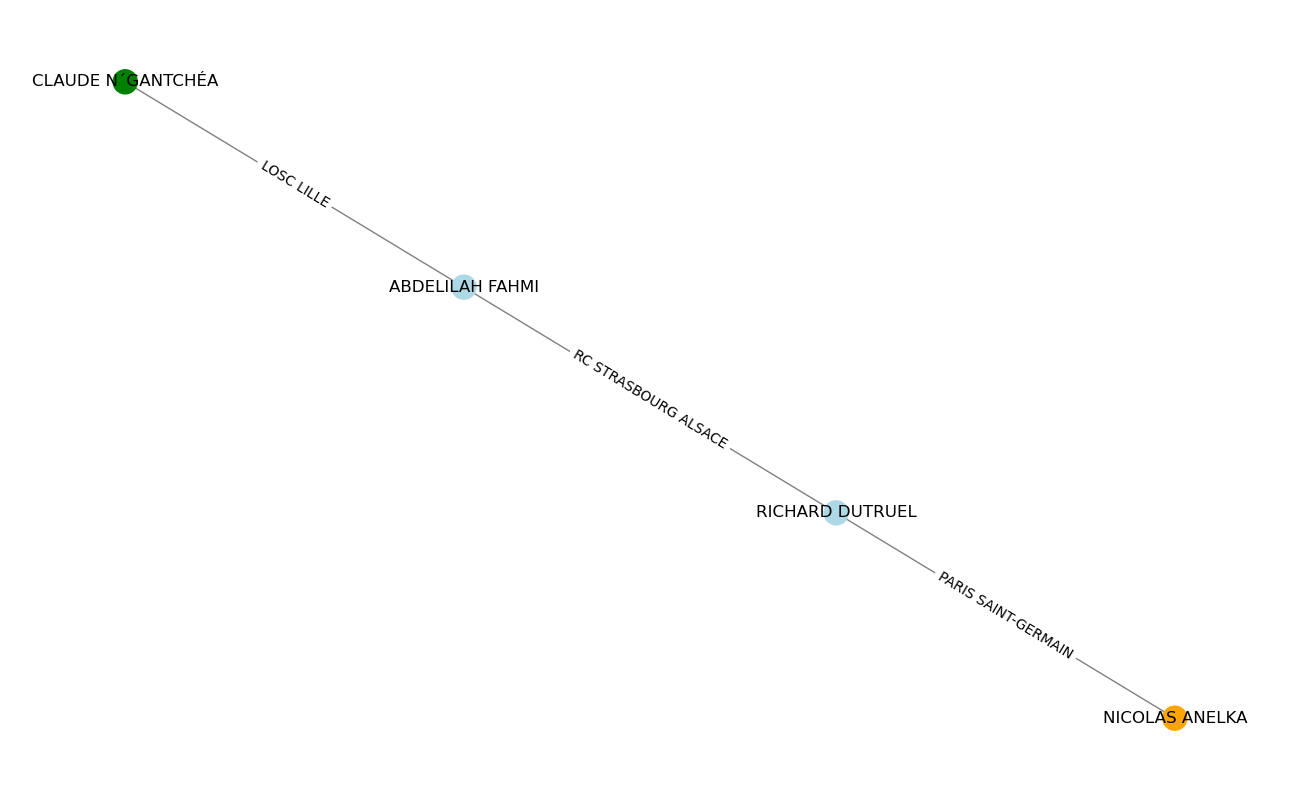 CLAUDE N´GANTCHÉA
LOSC LILLE
ABDELILAH FAHMI
RC STRASBOURG ALSACE
RICHARD DUTRUEL
PARIS SAINT-GERMAIN
NICOLAS ANELKA